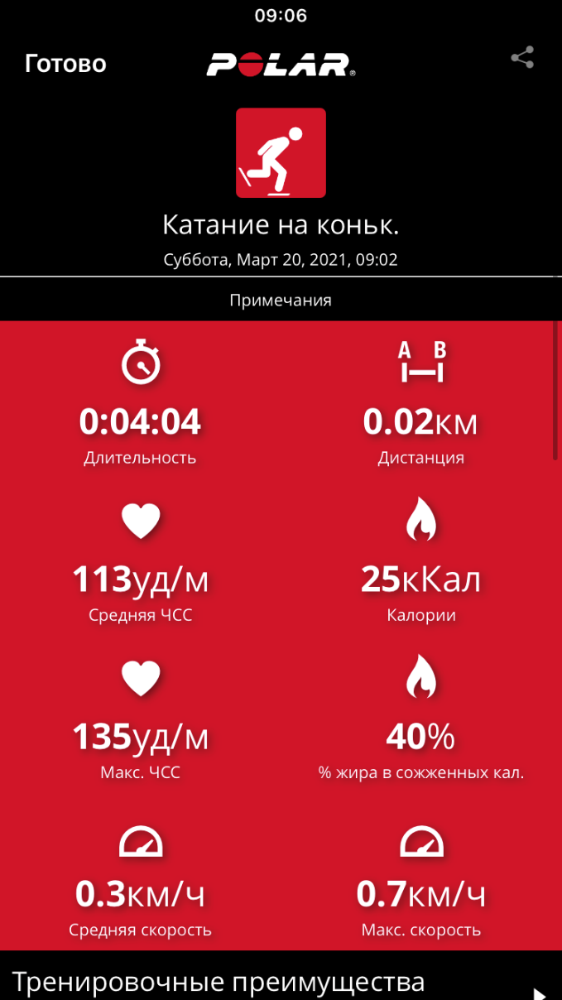 09:06
Готово
POLAR®
Катание на коньк.
Суббота, Март 20, 2021, 09:02
Примечания
A B
0:04:04
0.02км
Длительность
Дистанция
113уд/м
25кКал
Средняя ЧСС
Калории
135уд/м
40%
Макс. ЧСС
% жира в сожженных кал.
0.3км/ч
0.7км/ч
Средняя скорость
Макс. скорость
Тренировочные преимущества